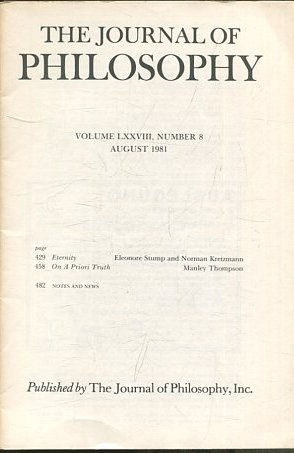 THE JOURNAL OF
PHILOSOPHY
VOLUME LXXVIII, NUMBER 8
AUGUST 1981
page
429 Eternity Eleonore Stump and Norman Kretzmann
458 On A Priori Truth Manley Thompson
482 NOTES AND NEWS
Published by The Journal of Philosophy, Inc.